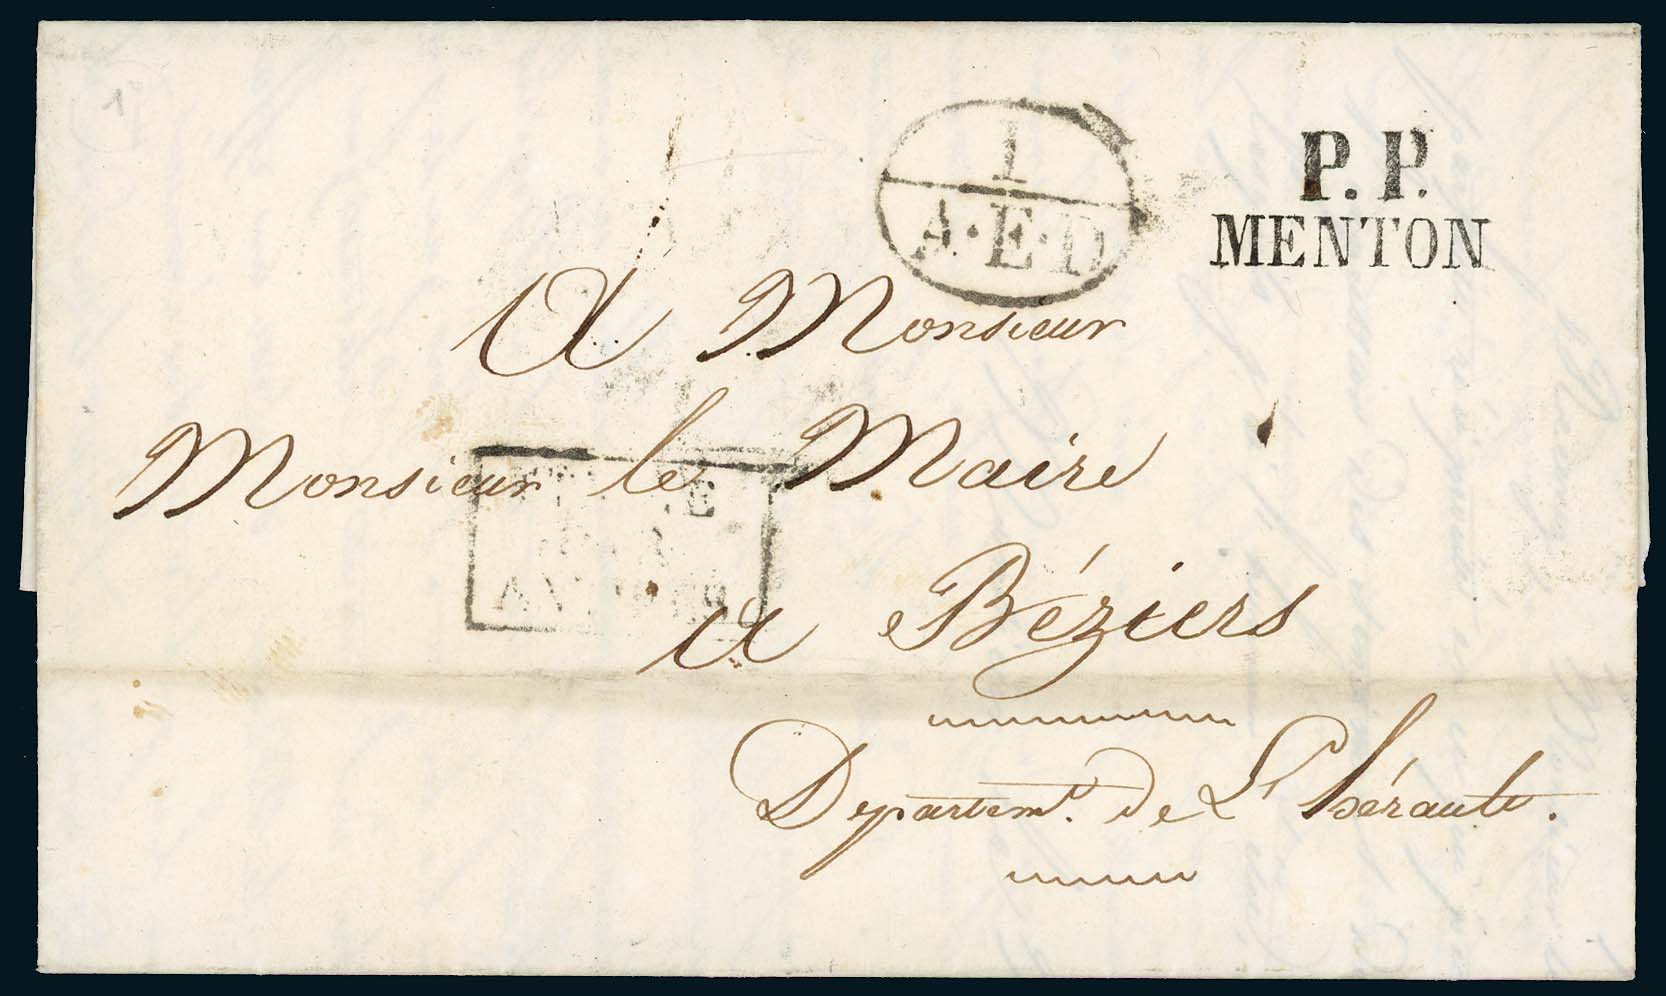 1
A·E·D
P. P.
MENTON
A Monsieur
Monsieur le Maire
a Béziers
Departemt. de L'hérault.